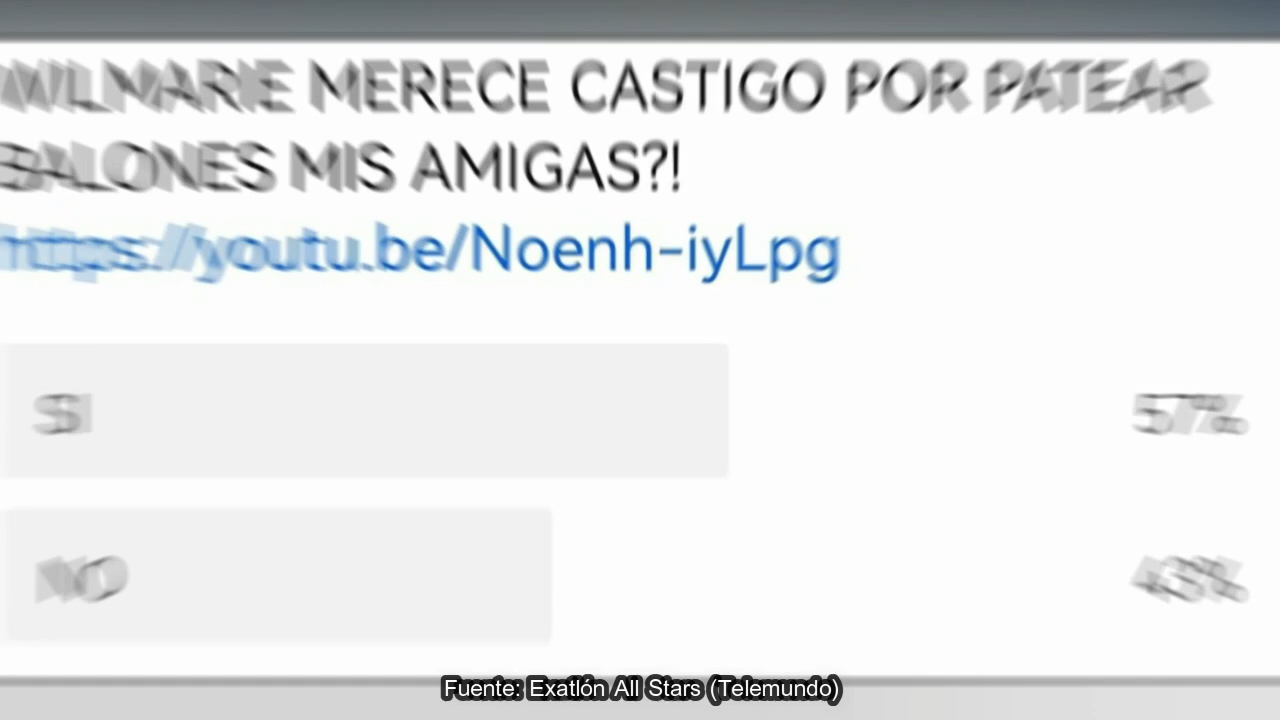 WILMARIE MERECE CASTIGO POR PATEAR
BALONES MIS AMIGAS?!
https://youtu.be/Noenh-iyLpg
SI
57%
NO
43%
Fuente: Exatlón All Stars (Telemundo)